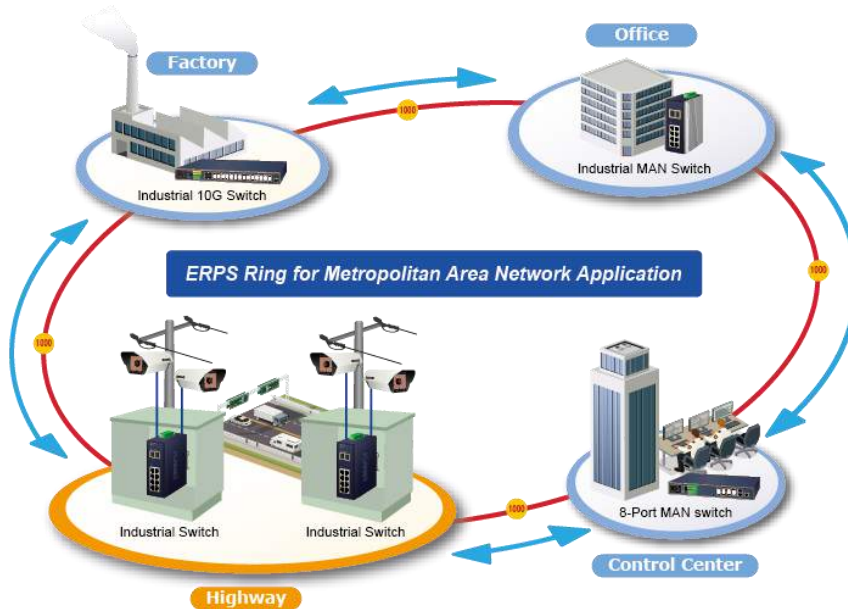 Factory
Office
1000
Industrial 10G Switch
Industrial MAN Switch
ERPS Ring for Metropolitan Area Network Application
1000
1000
Industrial Switch
Industrial Switch
1000
8-Port MAN switch
Highway
Control Center